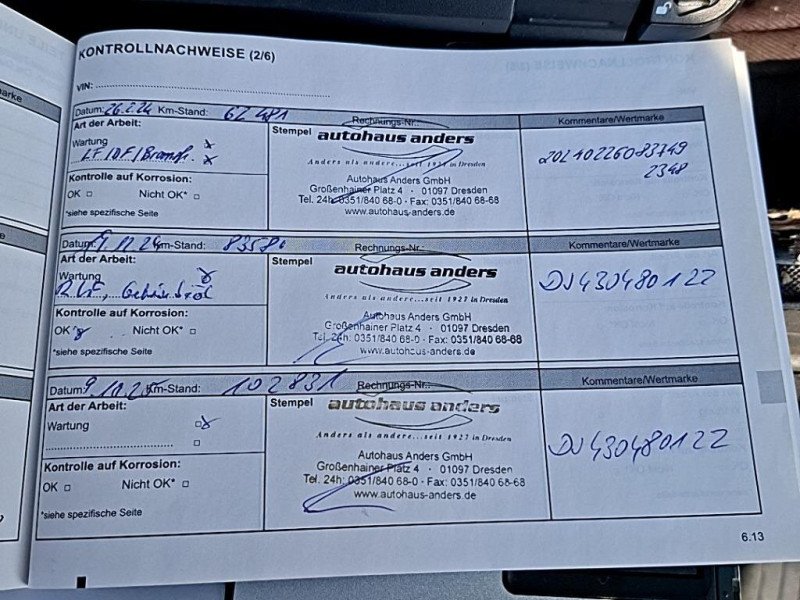 KONTROLLNACHWEISE (2/6)
VIN:
Datum: 26.2.24 Km-Stand: 62 481 Rechnungs-Nr.: Kommentare/Wertmarke
Art der Arbeit:
Wartung x
LF/DF/ x
Kontrolle auf Korrosion:
OK Nicht OK*
*siehe spezifische Seite
Stempel
autohaus anders
Anders als andere...seit 1927 in Dresden
Autohaus Anders GmbH
Großenhainer Platz 4 · 01097 Dresden
Tel. 24h: 0351/840 68-0 · Fax: 0351/840 68-68
www.autohaus-anders.de
20240226083749
2348
Datum: 9.12.24 Km-Stand: 83580 Rechnungs-Nr.: Kommentare/Wertmarke
Art der Arbeit:
Wartung x
Kontrolle auf Korrosion:
OK x Nicht OK*
*siehe spezifische Seite
Stempel
autohaus anders
Anders als andere...seit 1927 in Dresden
Autohaus Anders GmbH
Großenhainer Platz 4 · 01097 Dresden
Tel. 24h: 0351/840 68-0 · Fax: 0351/840 68-68
www.autohaus-anders.de
DV430480122
Datum: 9.10.25 Km-Stand: 102831 Rechnungs-Nr.: Kommentare/Wertmarke
Art der Arbeit:
Wartung x
Kontrolle auf Korrosion:
OK Nicht OK*
*siehe spezifische Seite
Stempel
autohaus anders
Anders als andere...seit 1927 in Dresden
Autohaus Anders GmbH
Großenhainer Platz 4 · 01097 Dresden
Tel. 24h: 0351/840 68-0 · Fax: 0351/840 68-68
www.autohaus-anders.de
DV430480122
6.13